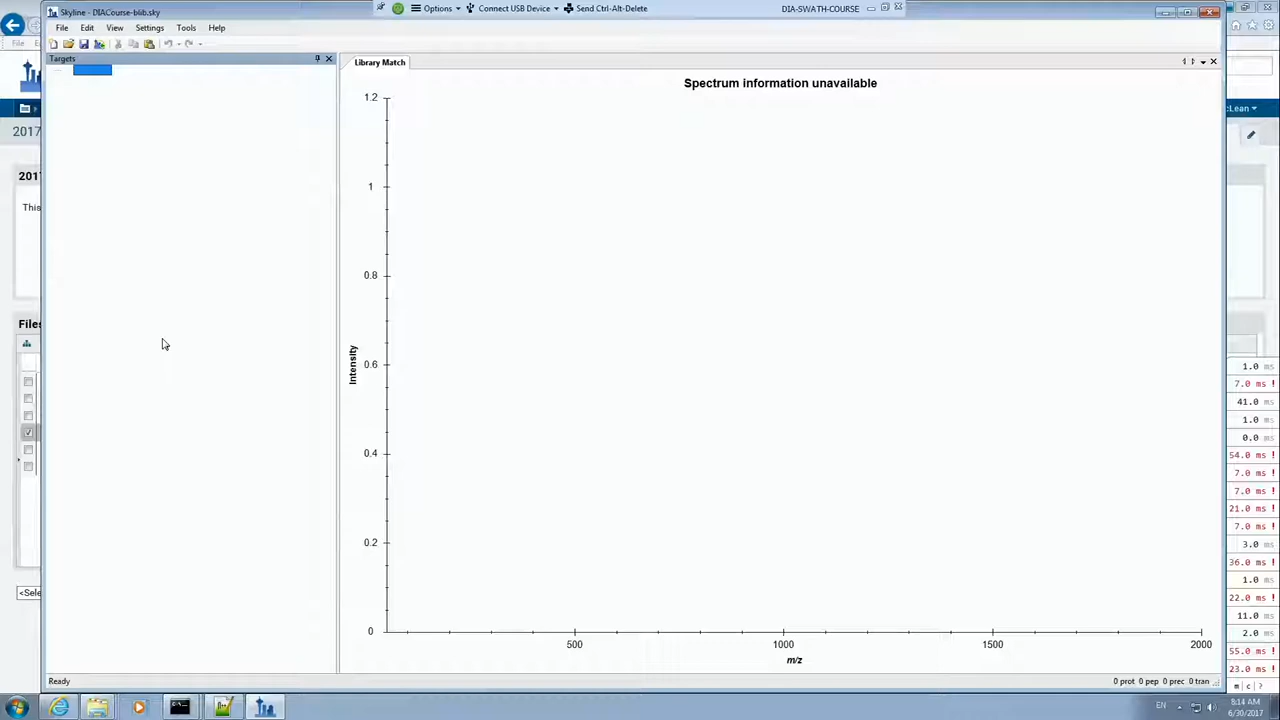 Skyline - DIACourse-blib.sky
Options
Connect USB Device
Send Ctrl-Alt-Delete
DIA-SWATH-COURSE
File Edit View Settings Tools Help
Targets
Library Match
Spectrum information unavailable
1.2
1
0.8
0.6
0.4
0.2
0
Intensity
500 1000 1500 2000
m/z
Ready
0 prot 0 pep 0 prec 0 tran
File
2017
201
This
Files
<Sele
cLean
1.0 ms
7.0 ms !
41.0 ms
1.0 ms
0.0 ms
54.0 ms !
7.0 ms !
7.0 ms !
21.0 ms !
7.0 ms !
3.0 ms
36.0 ms !
1.0 ms
22.0 ms !
11.0 ms
2.0 ms
55.0 ms !
23.0 ms !
m | c | ?
EN
8:14 AM
6/30/2017